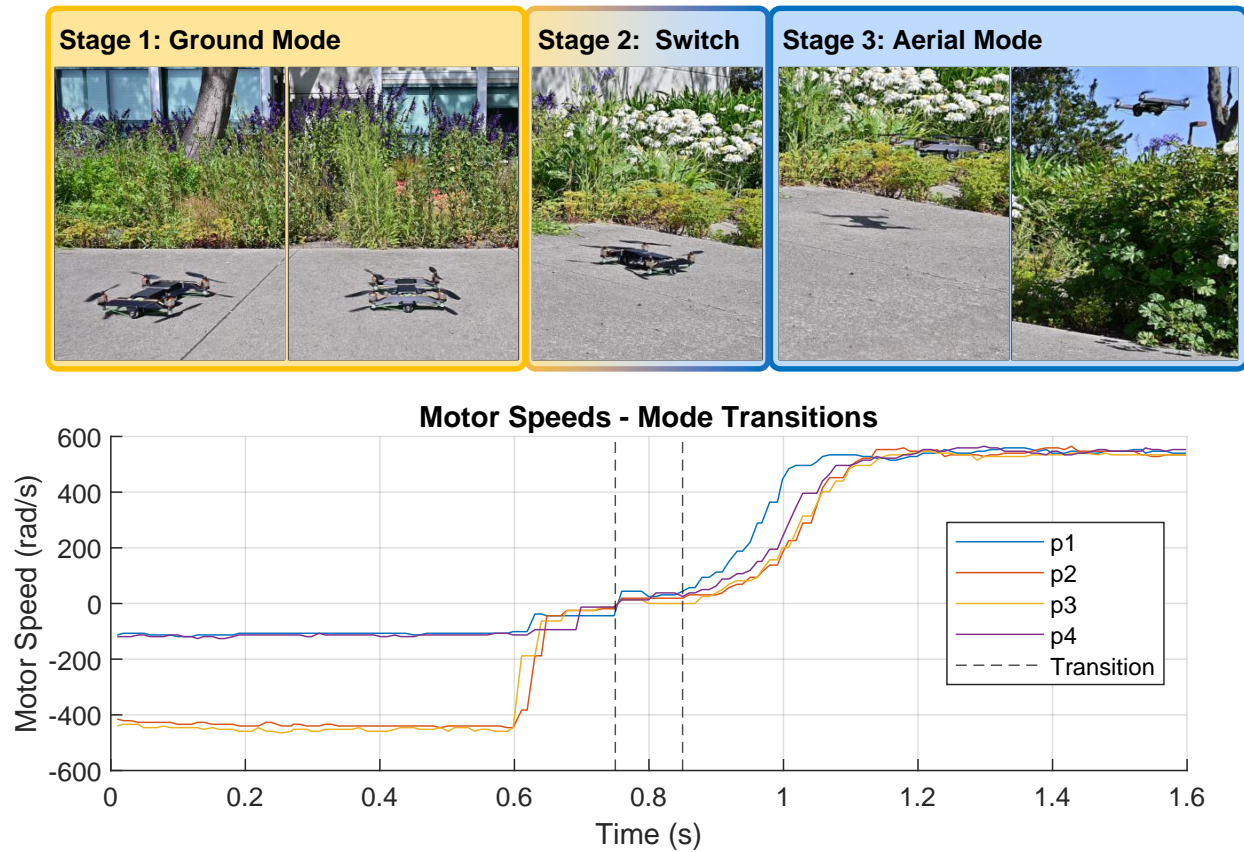 Stage 1: Ground Mode
Stage 2:  Switch
Stage 3: Aerial Mode
Motor Speeds - Mode Transitions
Motor Speed (rad/s)
600
400
200
0
-200
-400
-600
p1
p2
p3
p4
Transition
0 0.2 0.4 0.6 0.8 1 1.2 1.4 1.6
Time (s)